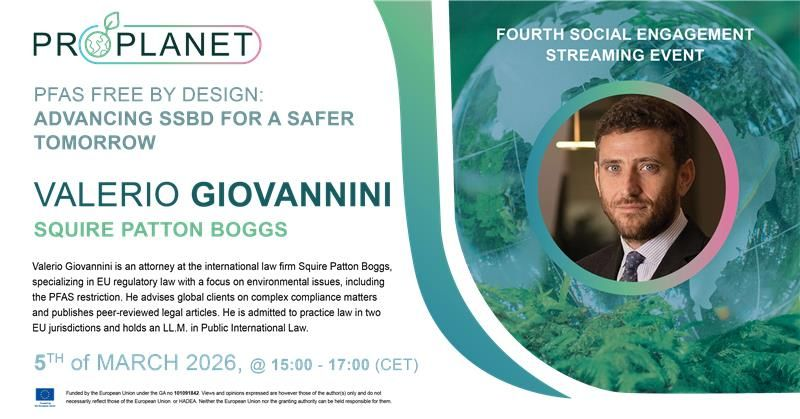 PROPLANET
FOURTH SOCIAL ENGAGEMENT
STREAMING EVENT
PFAS FREE BY DESIGN:
ADVANCING SSBD FOR A SAFER
TOMORROW
VALERIO GIOVANNINI
SQUIRE PATTON BOGGS
Valerio Giovannini is an attorney at the international law firm Squire Patton Boggs,
specializing in EU regulatory law with a focus on environmental issues, including
the PFAS restriction. He advises global clients on complex compliance matters
and publishes peer-reviewed legal articles. He is admitted to practice law in two
EU jurisdictions and holds an LL.M. in Public International Law.
5TH of MARCH 2026, @ 15:00 - 17:00 (CET)
Funded by the European Union under the GA no 101091842. Views and opinions expressed are however those of the author(s) only and do not
necessarily reflect those of the European Union or HADEA. Neither the European Union nor the granting authority can be held responsible for them.